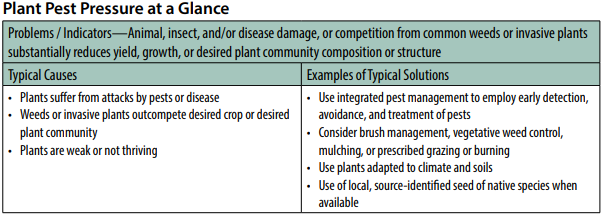 Plant Pest Pressure at a Glance
Problems / Indicators—Animal, insect, and/or disease damage, or competition from common weeds or invasive plants
substantially reduces yield, growth, or desired plant community composition or structure
Typical Causes
• Plants suffer from attacks by pests or disease
• Weeds or invasive plants outcompete desired crop or desired
plant community
• Plants are weak or not thriving
Examples of Typical Solutions
• Use integrated pest management to employ early detection,
avoidance, and treatment of pests
• Consider brush management, vegetative weed control,
mulching, or prescribed grazing or burning
• Use plants adapted to climate and soils
• Use of local, source-identified seed of native species when
available